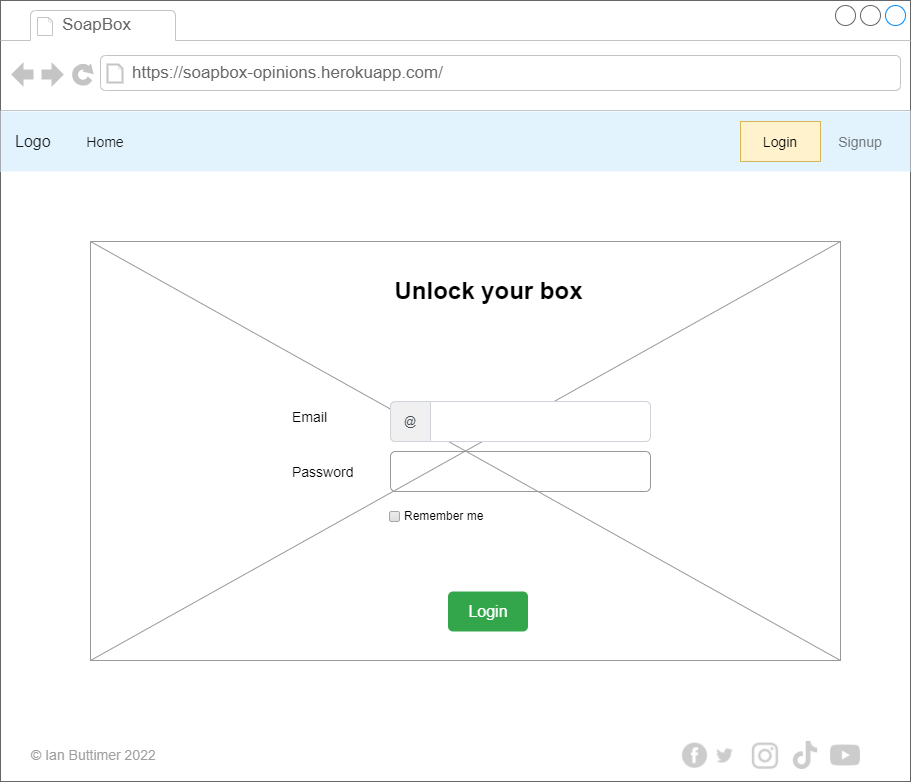 SoapBox
https://soapbox-opinions.herokuapp.com/
Logo Home Login Signup
Unlock your box
Email @
Password
Remember me
Login
© Ian Buttimer 2022